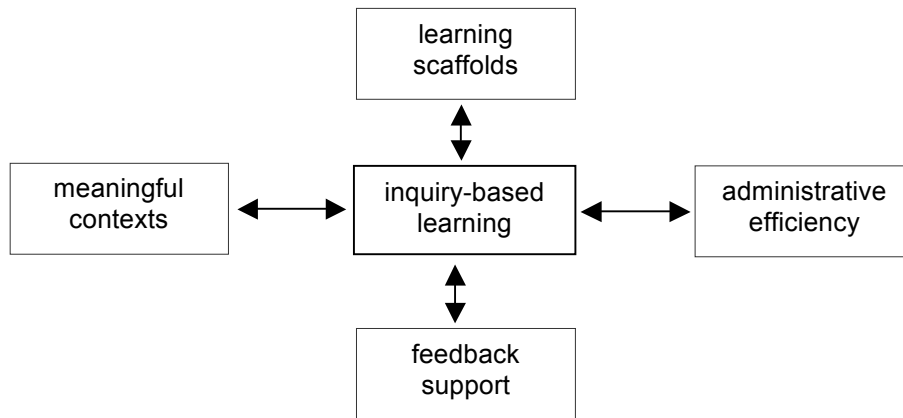 learning
scaffolds
meaningful
contexts
inquiry-based
learning
administrative
efficiency
feedback
support